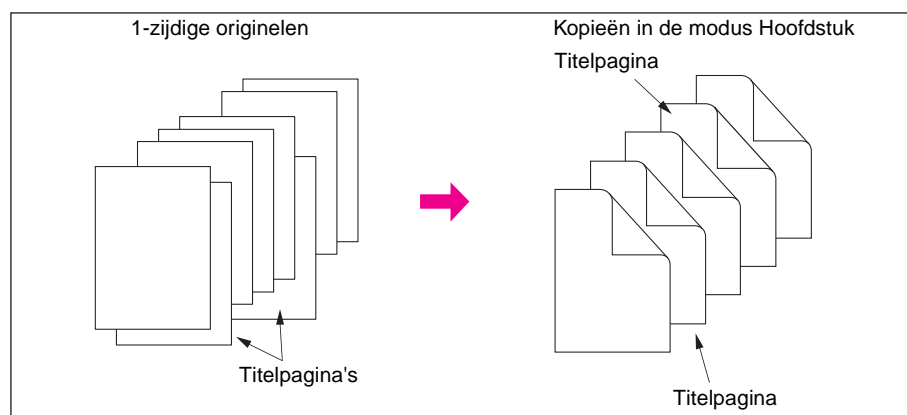 1-zijdige originelen
Kopieën in de modus Hoofdstuk
Titelpagina
Titelpagina's
Titelpagina